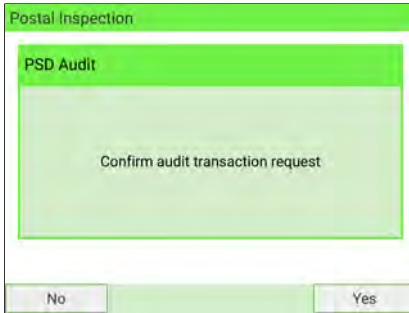 Postal Inspection
PSD Audit
Confirm audit transaction request
No
Yes